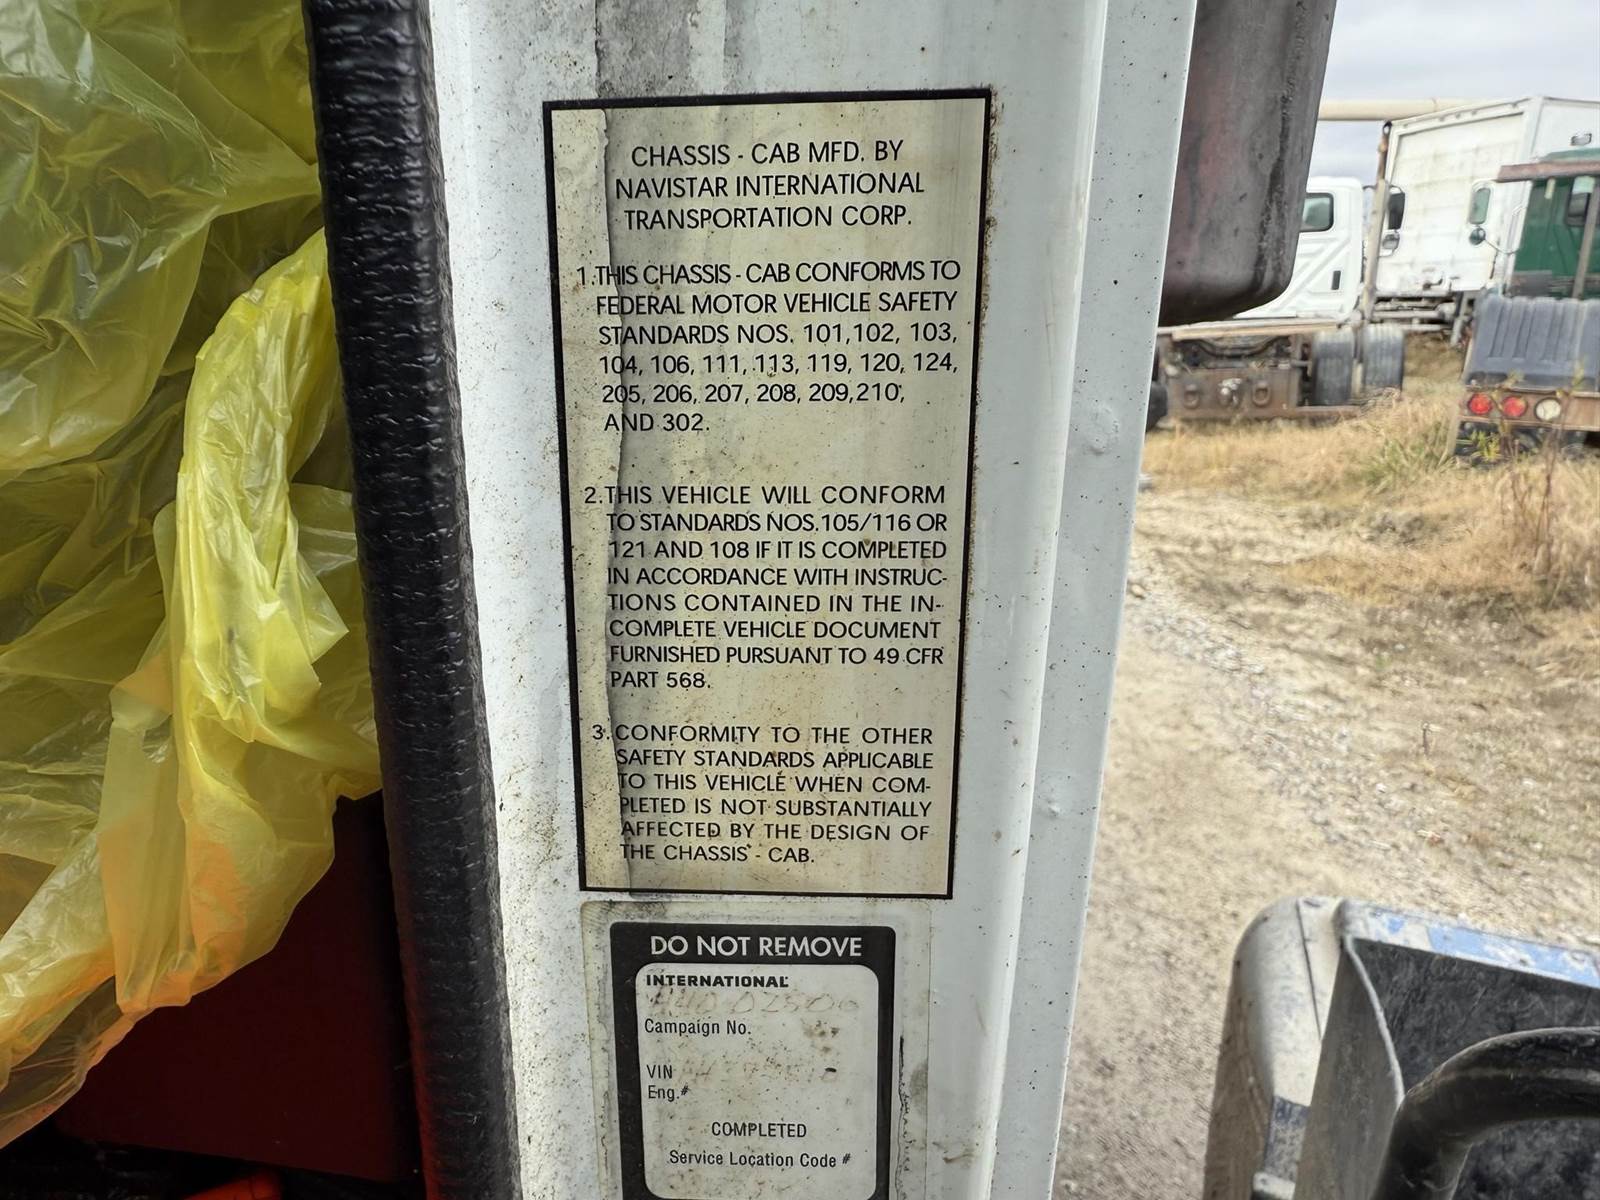 CHASSIS - CAB MFD. BY
NAVISTAR INTERNATIONAL
TRANSPORTATION CORP.
1. THIS CHASSIS - CAB CONFORMS TO
FEDERAL MOTOR VEHICLE SAFETY
STANDARDS NOS. 101, 102, 103,
104, 106, 111, 113, 119, 120, 124,
205, 206, 207, 208, 209, 210,
AND 302.
2. THIS VEHICLE WILL CONFORM
TO STANDARDS NOS. 105/116 OR
121 AND 108 IF IT IS COMPLETED
IN ACCORDANCE WITH INSTRUC-
TIONS CONTAINED IN THE IN-
COMPLETE VEHICLE DOCUMENT
FURNISHED PURSUANT TO 49 CFR
PART 568.
3. CONFORMITY TO THE OTHER
SAFETY STANDARDS APPLICABLE
TO THIS VEHICLE WHEN COM-
PLETED IS NOT SUBSTANTIALLY
AFFECTED BY THE DESIGN OF
THE CHASSIS - CAB.
DO NOT REMOVE
INTERNATIONAL
Campaign No.
VIN
Eng.#
COMPLETED
Service Location Code #